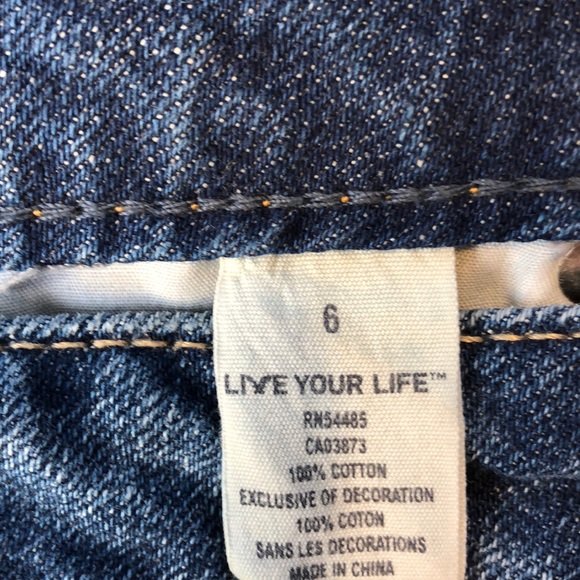 6
LIVE YOUR LIFE™
RN54485
CA03873
100% COTTON
EXCLUSIVE OF DECORATION
100% COTON
SANS LES DECORATIONS
MADE IN CHINA